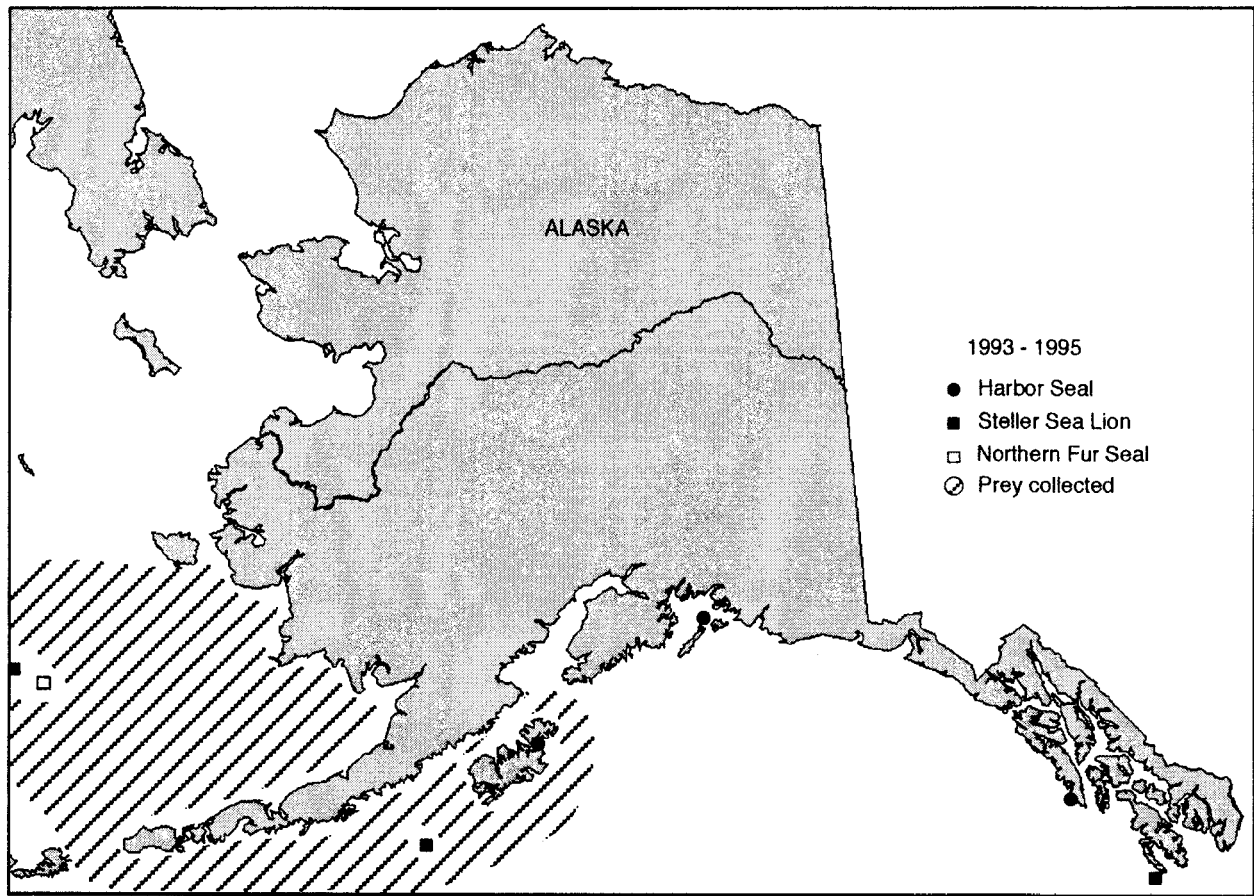 ALASKA
1993 - 1995
Harbor Seal
Steller Sea Lion
Northern Fur Seal
Prey collected